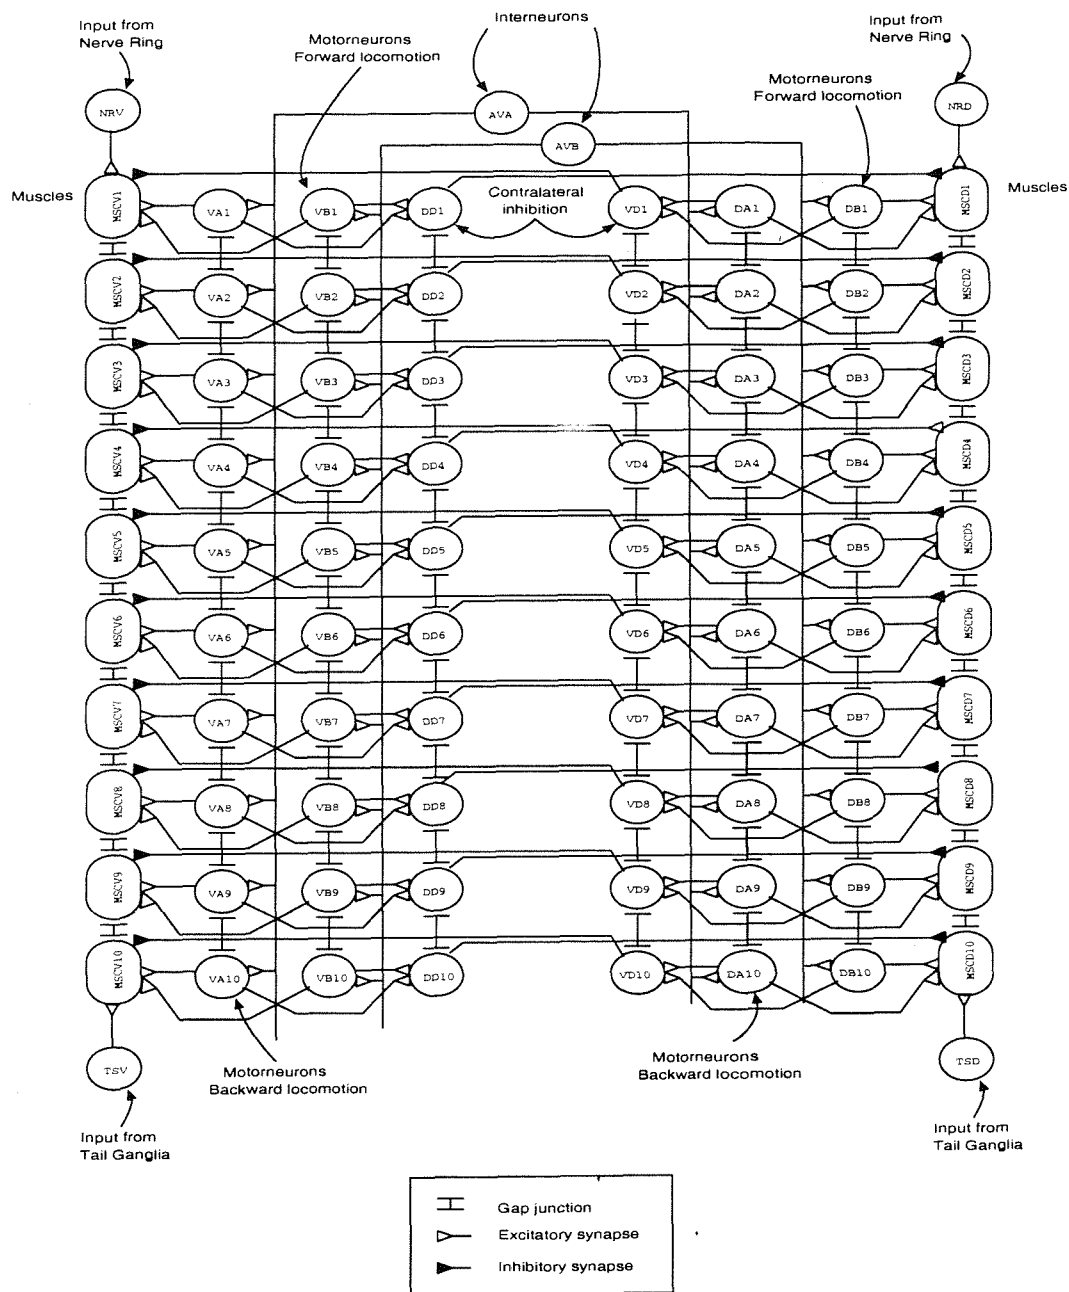 Input from
Nerve Ring
Interneurons
Input from
Nerve Ring
Motorneurons
Forward locomotion
Motorneurons
Forward locomotion
NRV
AVA
NRD
AVB
Muscles
Muscles
Contralateral
inhibition
MSCV1 VA1 VB1 DD1 VD1 DA1 DB1 MSCD1
MSCV2 VA2 VB2 DD2 VD2 DA2 DB2 MSCD2
MSCV3 VA3 VB3 DD3 VD3 DA3 DB3 MSCD3
MSCV4 VA4 VB4 DD4 VD4 DA4 DB4 MSCD4
MSCV5 VA5 VB5 DD5 VD5 DA5 DB5 MSCD5
MSCV6 VA6 VB6 DD6 VD6 DA6 DB6 MSCD6
MSCV7 VA7 VB7 DD7 VD7 DA7 DB7 MSCD7
MSCV8 VA8 VB8 DD8 VD8 DA8 DB8 MSCD8
MSCV9 VA9 VB9 DD9 VD9 DA9 DB9 MSCD9
MSCV10 VA10 VB10 DD10 VD10 DA10 DB10 MSCD10
TSV
TSD
Motorneurons
Backward locomotion
Motorneurons
Backward locomotion
Input from
Tail Ganglia
Input from
Tail Ganglia
Gap junction
Excitatory synapse
Inhibitory synapse